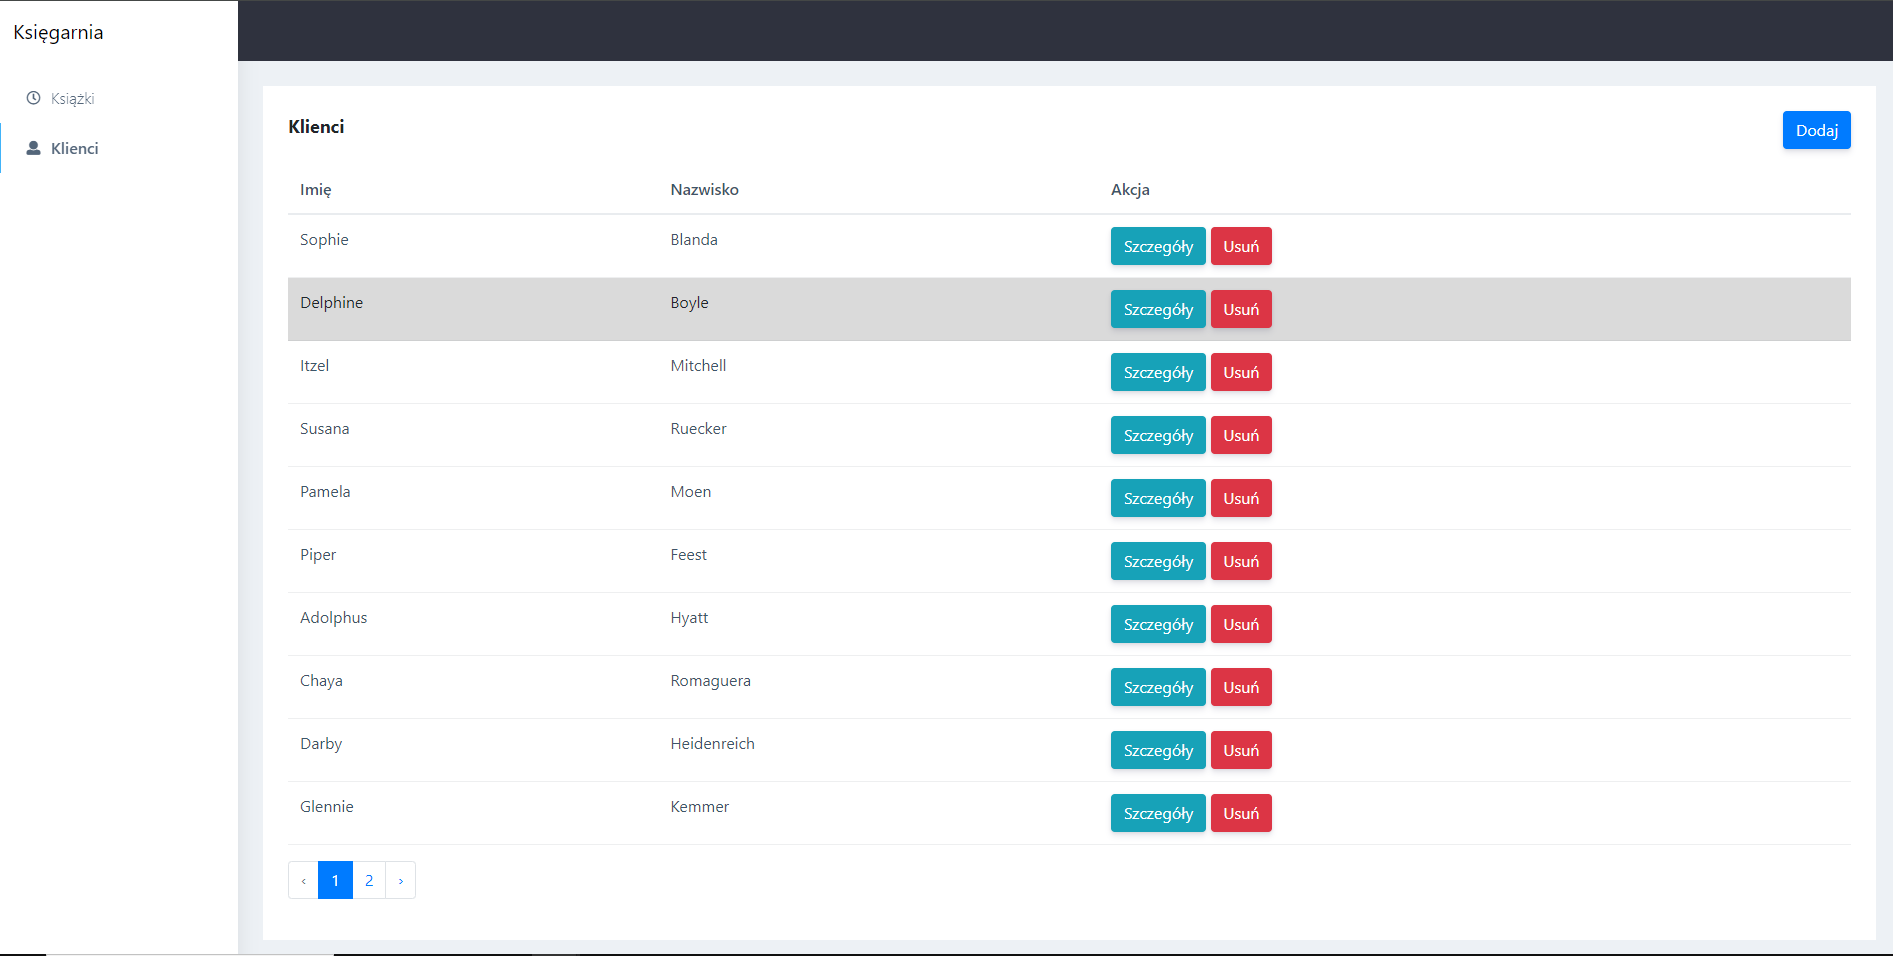 Księgarnia
Książki
Klienci
Klienci
Dodaj
Imię Nazwisko Akcja
Sophie Blanda Szczegóły Usuń
Delphine Boyle Szczegóły Usuń
Itzel Mitchell Szczegóły Usuń
Susana Ruecker Szczegóły Usuń
Pamela Moen Szczegóły Usuń
Piper Feest Szczegóły Usuń
Adolphus Hyatt Szczegóły Usuń
Chaya Romaguera Szczegóły Usuń
Darby Heidenreich Szczegóły Usuń
Glennie Kemmer Szczegóły Usuń
‹ 1 2 ›